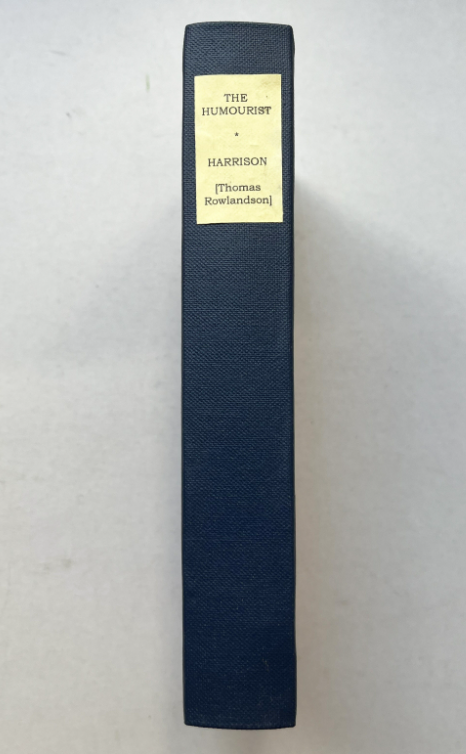 THE
HUMOURIST
*
HARRISON
[Thomas
Rowlandson]